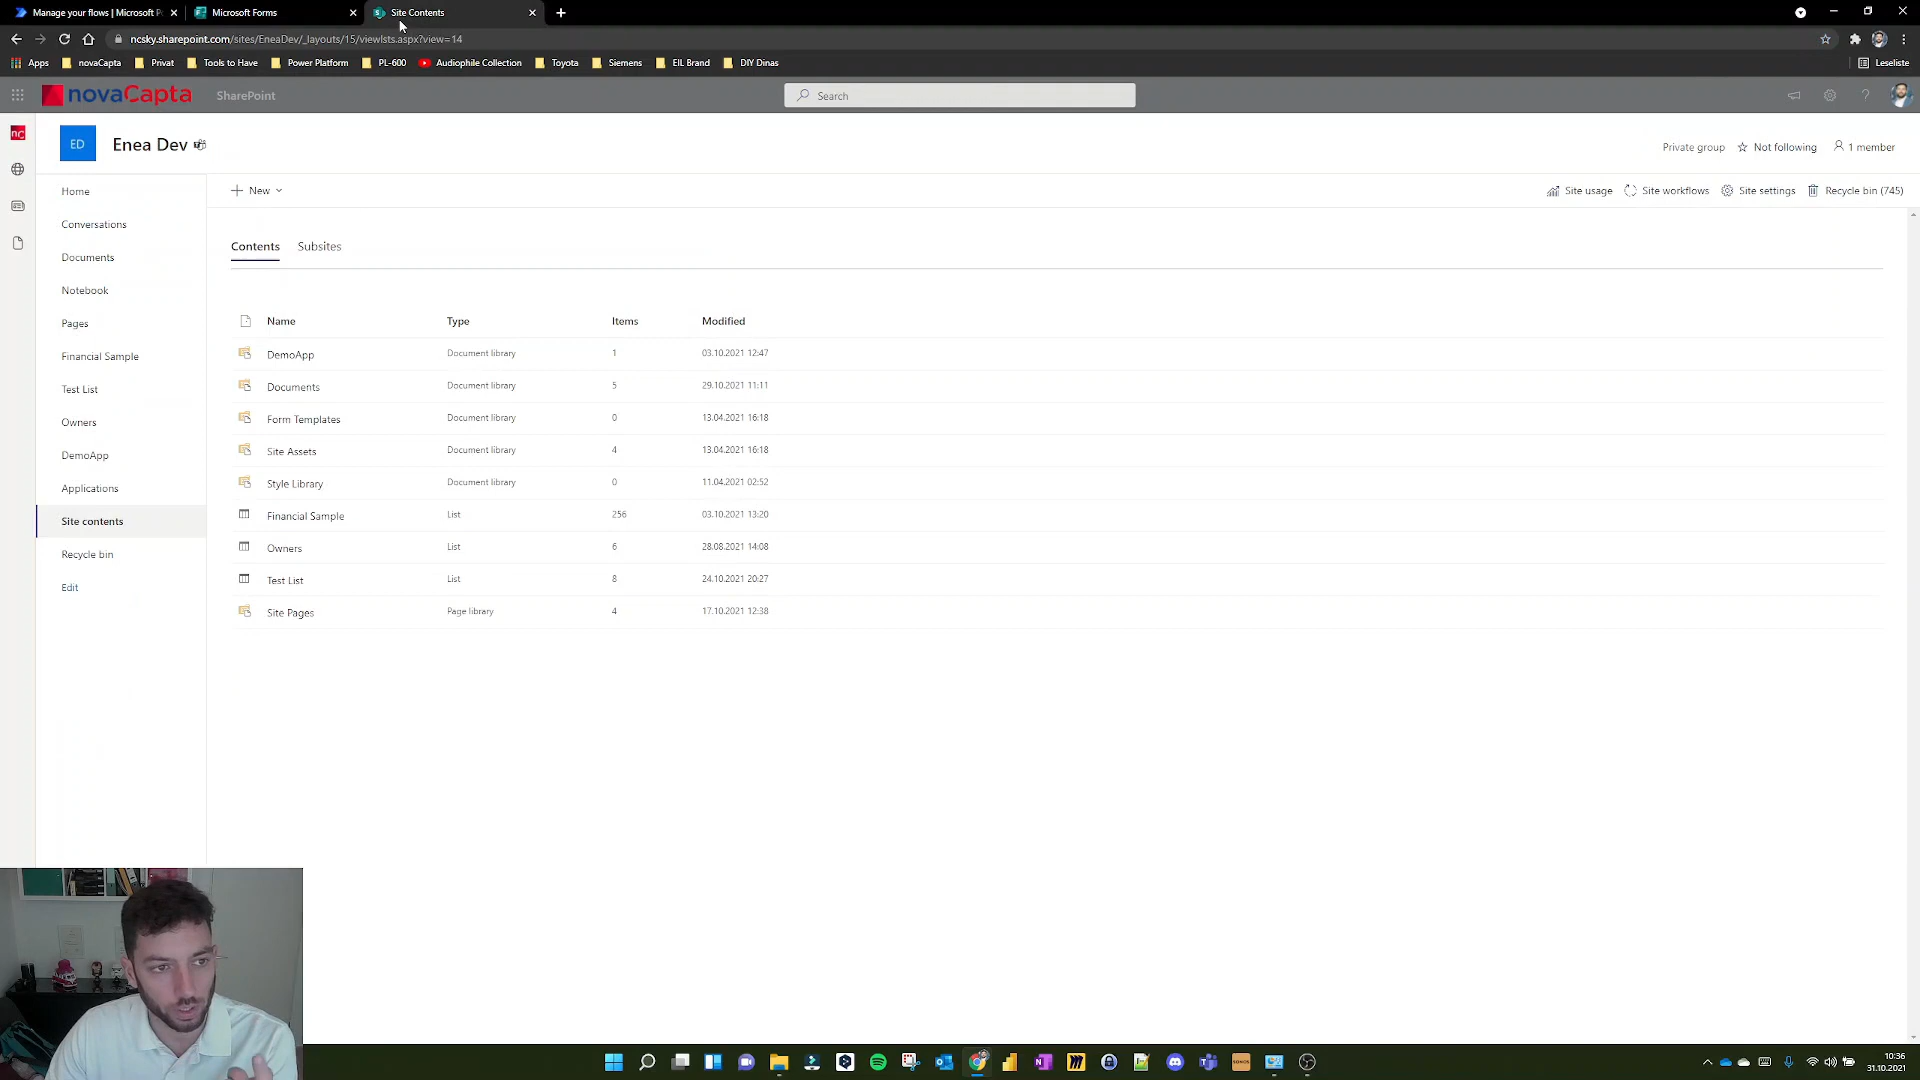 Manage your flows | Microsoft P
Microsoft Forms
Site Contents
ncsky.sharepoint.com/sites/EneaDev/_layouts/15/viewlsts.aspx?view=14
Apps
novaCapta
Privat
Tools to Have
Power Platform
PL-600
Audiophile Collection
Toyota
Siemens
EIL Brand
DIY Dinas
Leseliste
novaCapta
SharePoint
Search
nc
ED
Enea Dev
Private group
Not following
1 member
Home
Conversations
Documents
Notebook
Pages
Financial Sample
Test List
Owners
DemoApp
Applications
Site contents
Recycle bin
Edit
New
Site usage
Site workflows
Site settings
Recycle bin (745)
Contents
Subsites
Name Type Items Modified
DemoApp Document library 1 03.10.2021 12:47
Documents Document library 5 29.10.2021 11:11
Form Templates Document library 0 13.04.2021 16:18
Site Assets Document library 4 13.04.2021 16:18
Style Library Document library 0 11.04.2021 02:52
Financial Sample List 256 03.10.2021 13:20
Owners List 6 28.08.2021 14:08
Test List List 8 24.10.2021 20:27
Site Pages Page library 4 17.10.2021 12:38
10:36
31.10.2021